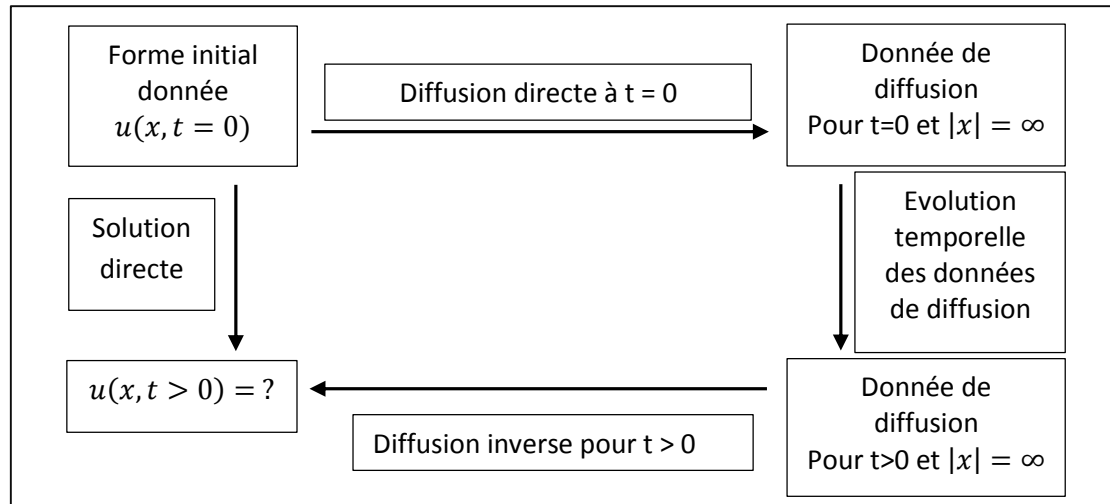 Forme initial
donnée
𝑢(𝑥, 𝑡 = 0)
Diffusion directe à t = 0
Donnée de
diffusion
Pour t=0 et |𝑥| = ∞
Solution
directe
Evolution
temporelle
des données
de diffusion
𝑢(𝑥, 𝑡 > 0) = ?
Diffusion inverse pour t > 0
Donnée de
diffusion
Pour t>0 et |𝑥| = ∞